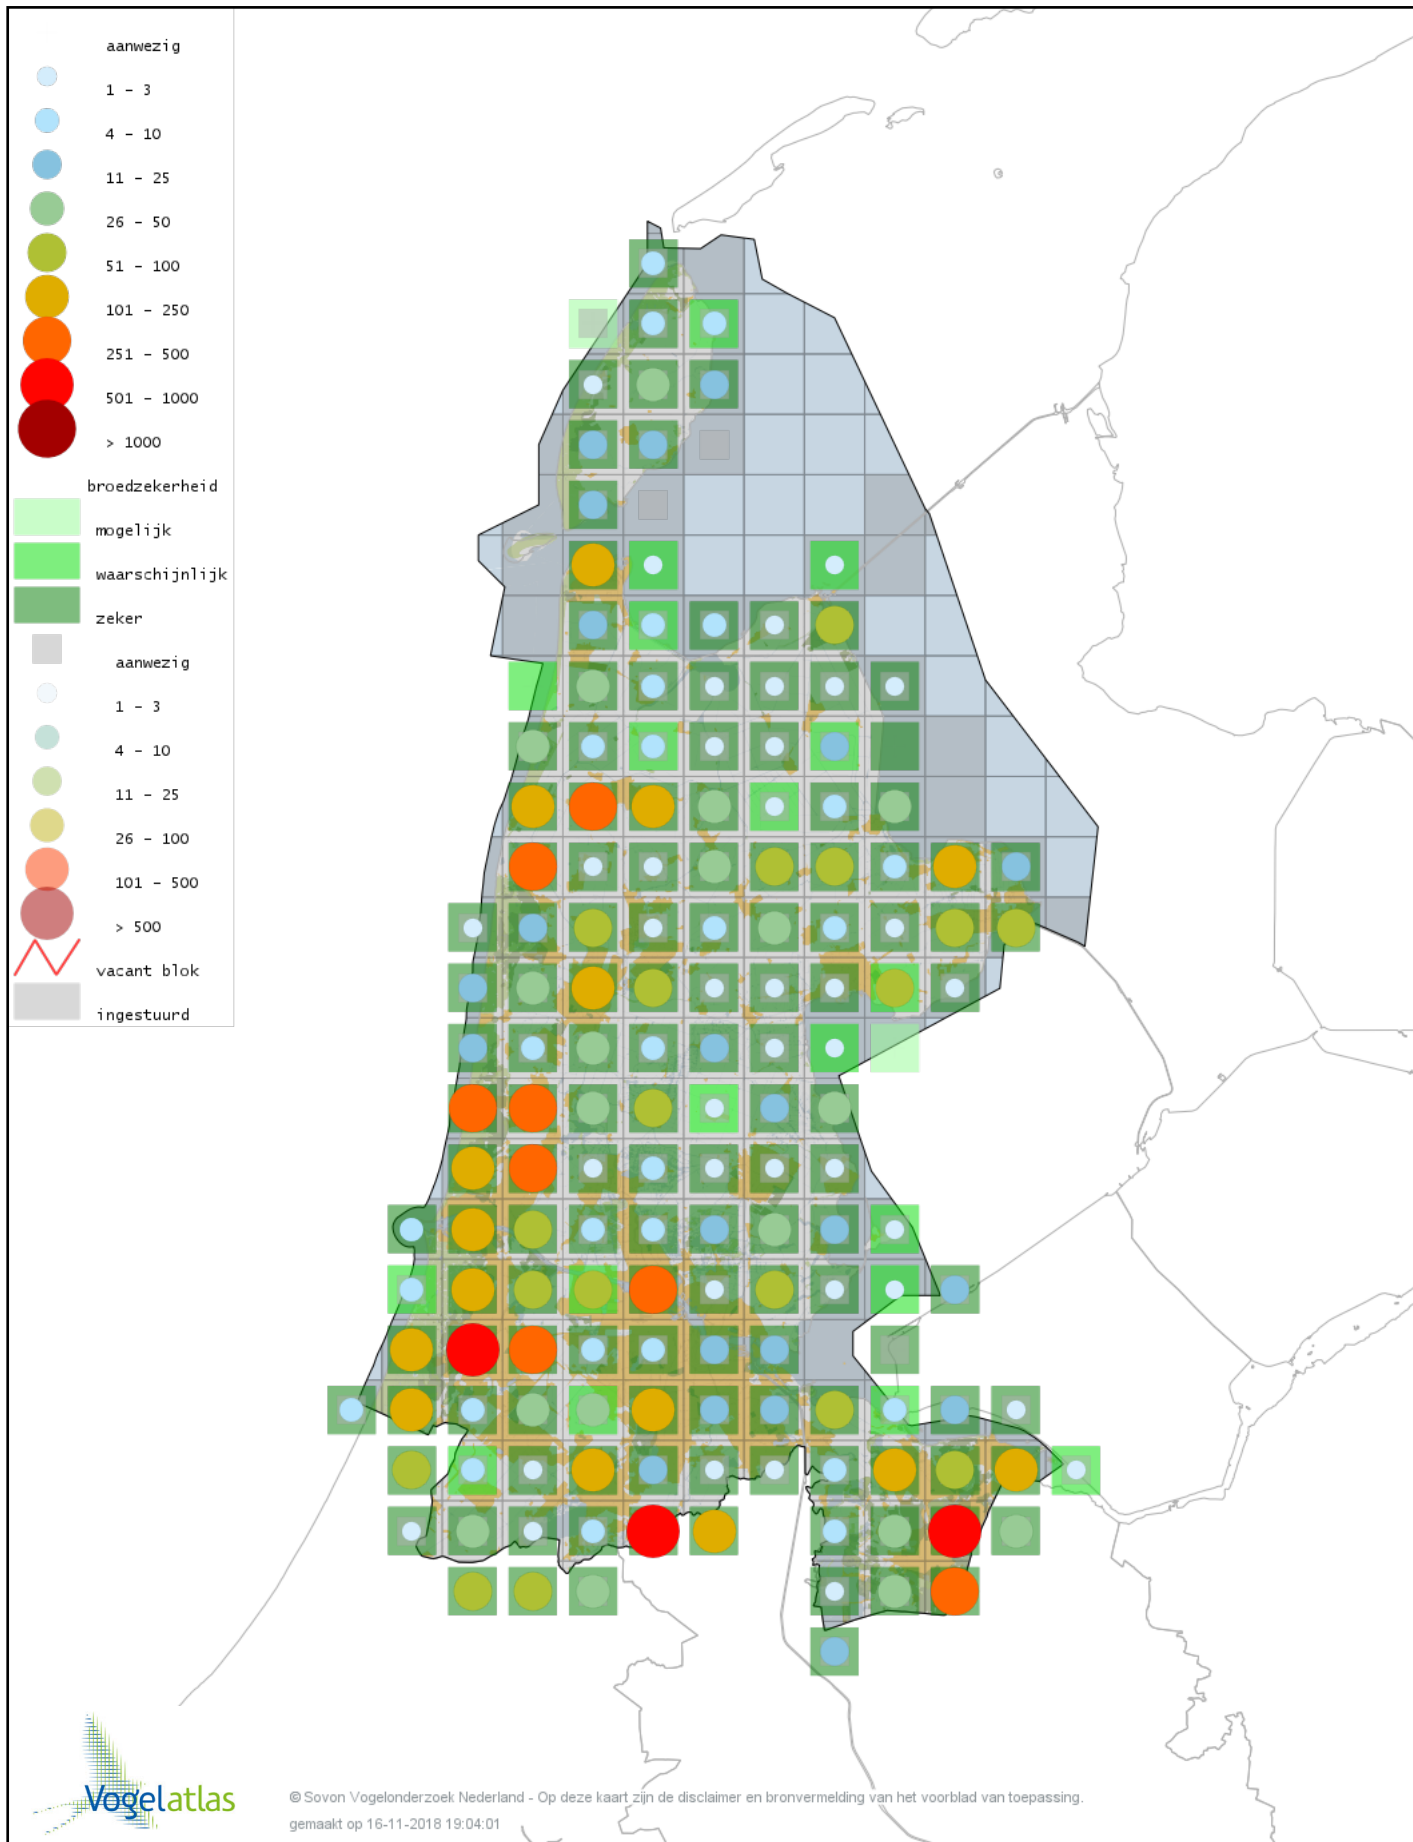 aanwezig
1 - 3
4 - 10
11 - 25
26 - 50
51 - 100
101 - 250
251 - 500
501 - 1000
> 1000
broedzekerheid
mogelijk
waarschijnlijk
zeker
aanwezig
1 - 3
4 - 10
11 - 25
26 - 100
101 - 500
> 500
vacant blok
ingestuurd
Vogelatlas
© Sovon Vogelonderzoek Nederland - Op deze kaart zijn de disclaimer en bronvermelding van het voorblad van toepassing.
gemaakt op 16-11-2018 19:04:01